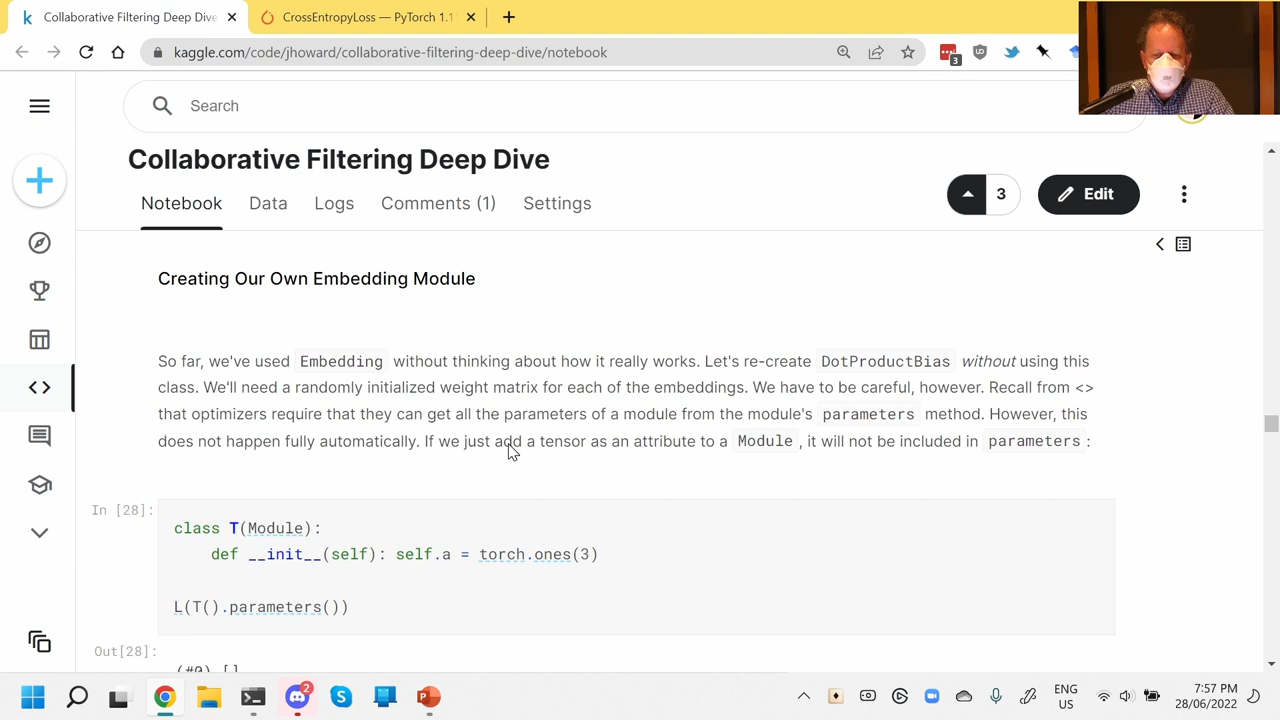 Collaborative Filtering Deep Dive
CrossEntropyLoss — PyTorch 1.1
kaggle.com/code/jhoward/collaborative-filtering-deep-dive/notebook
3
Search
Collaborative Filtering Deep Dive
3
Edit
Notebook
Data
Logs
Comments (1)
Settings
Creating Our Own Embedding Module
So far, we've used Embedding without thinking about how it really works. Let's re-create DotProductBias without using this
class. We'll need a randomly initialized weight matrix for each of the embeddings. We have to be careful, however. Recall from <>
that optimizers require that they can get all the parameters of a module from the module's parameters method. However, this
does not happen fully automatically. If we just add a tensor as an attribute to a Module , it will not be included in parameters :
In [28]:
class T(Module):
    def __init__(self): self.a = torch.ones(3)
L(T().parameters())
Out[28]:
(#0) []
2
ENG
US
7:57 PM
28/06/2022